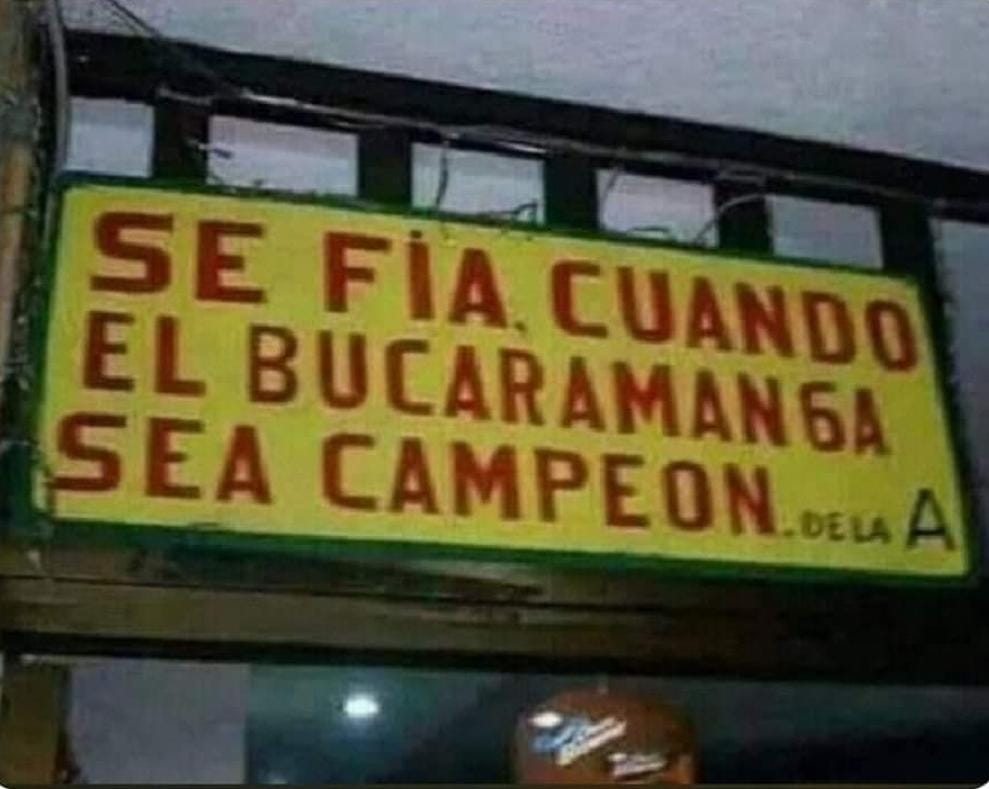 SE FÍA. CUANDO
EL BUCARAMANGA
SEA CAMPEON. DE LA A